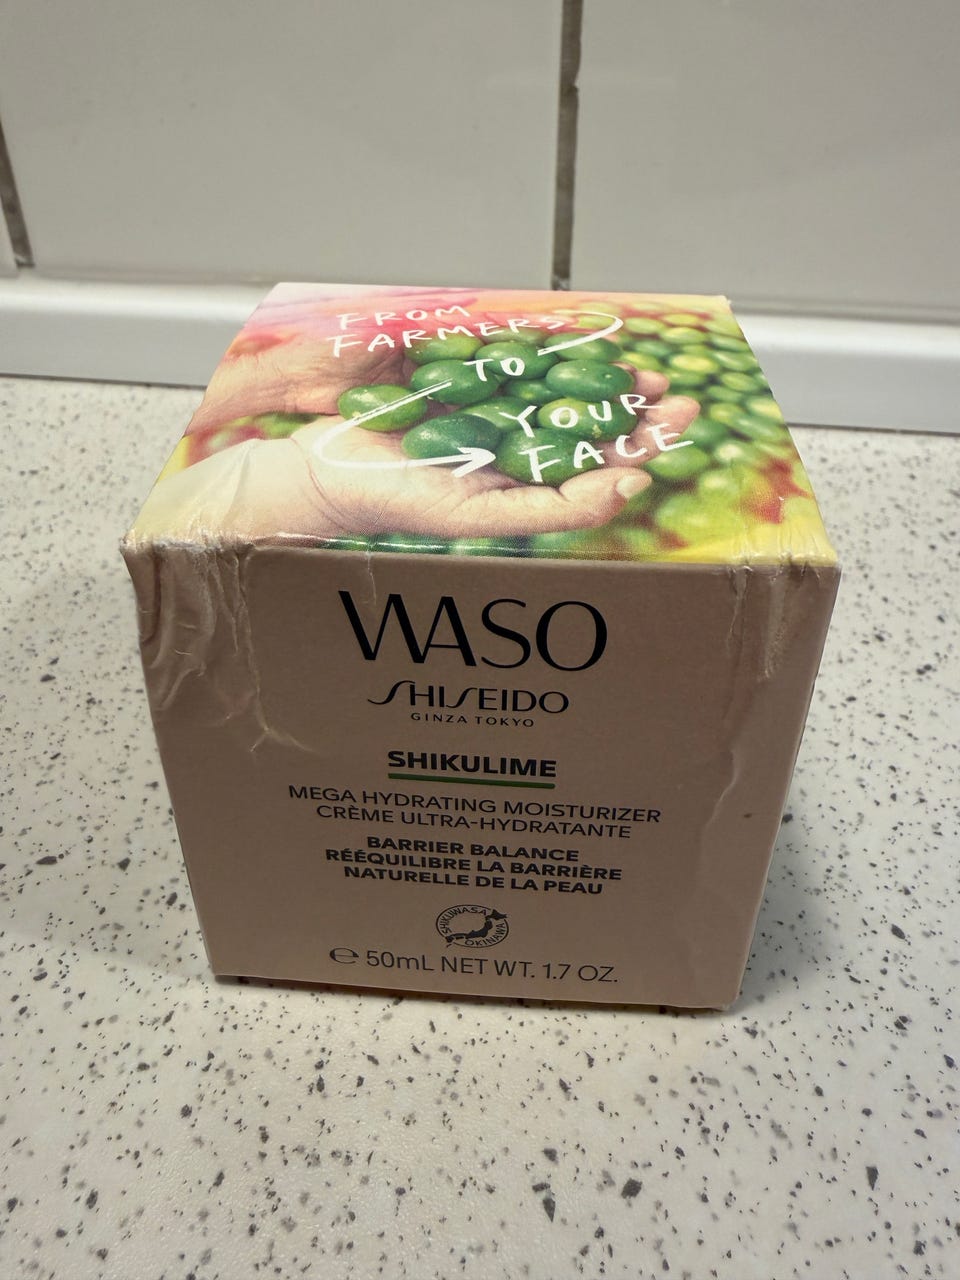 FROM
FARMERS
TO
YOUR
FACE
WASO
SHISEIDO
GINZA TOKYO
SHIKULIME
MEGA HYDRATING MOISTURIZER
CRÈME ULTRA-HYDRATANTE
BARRIER BALANCE
RÉÉQUILIBRE LA BARRIÈRE
NATURELLE DE LA PEAU
SHIKUWASA
OKINAWA
℮ 50mL NET WT. 1.7 OZ.